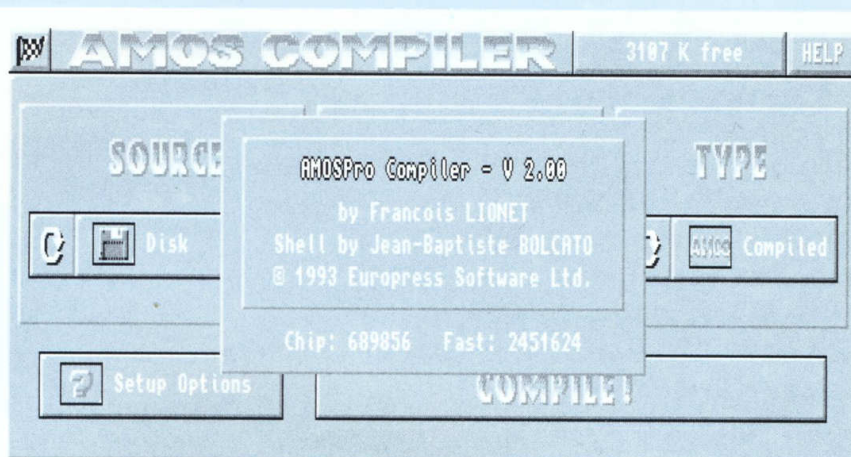 AMOS COMPILER
3107 K free
HELP
SOURCE
TYPE
AMOSPro Compiler - V 2.00
by Francois LIONET
Shell by Jean-Baptiste BOLCATO
© 1993 Europress Software Ltd.
Chip: 689856 Fast: 2451624
Disk
AMOS Compiled
? Setup Options
COMPILE!